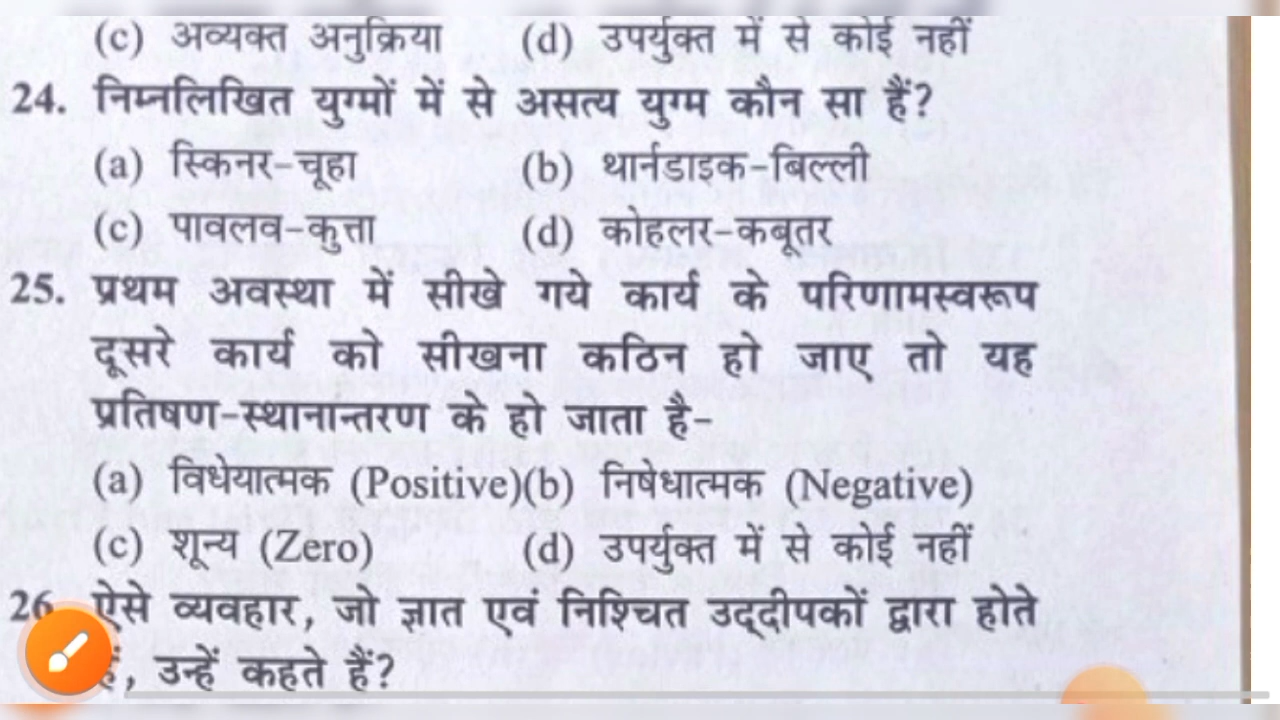 (c) अव्यक्त अनुक्रिया (d) उपर्युक्त में से कोई नहीं
24. निम्नलिखित युग्मों में से असत्य युग्म कौन सा हैं?
(a) स्किनर-चूहा (b) थार्नडाइक-बिल्ली
(c) पावलव-कुत्ता (d) कोहलर-कबूतर
25. प्रथम अवस्था में सीखे गये कार्य के परिणामस्वरूप
दूसरे कार्य को सीखना कठिन हो जाए तो यह
प्रतिषण-स्थानान्तरण के हो जाता है-
(a) विधेयात्मक (Positive)(b) निषेधात्मक (Negative)
(c) शून्य (Zero) (d) उपर्युक्त में से कोई नहीं
26 ऐसे व्यवहार, जो ज्ञात एवं निश्चित उद्दीपकों द्वारा होते
हैं, उन्हें कहते हैं?